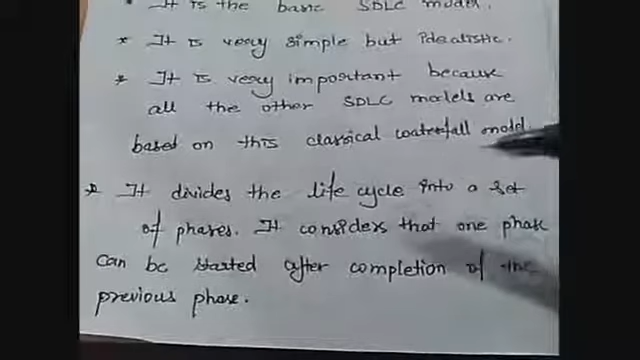 * It is the basic SDLC model.
* It is very simple but idealistic.
* It is very important because
all the other SDLC models are
based on this classical waterfall model
* It divides the life cycle into a set
of phases. It considers that one phase
can be started after completion of the
previous phase.